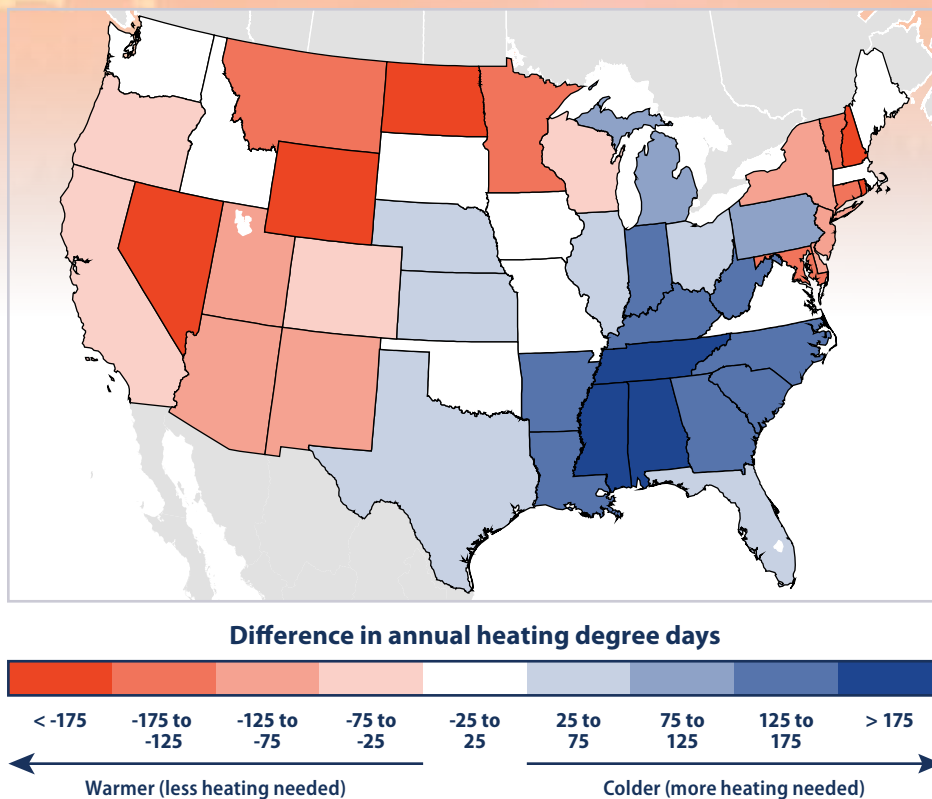 Difference in annual heating degree days
< -175
-175 to
-125
-125 to
-75
-75 to
-25
-25 to
25
25 to
75
75 to
125
125 to
175
> 175
Warmer (less heating needed)
Colder (more heating needed)